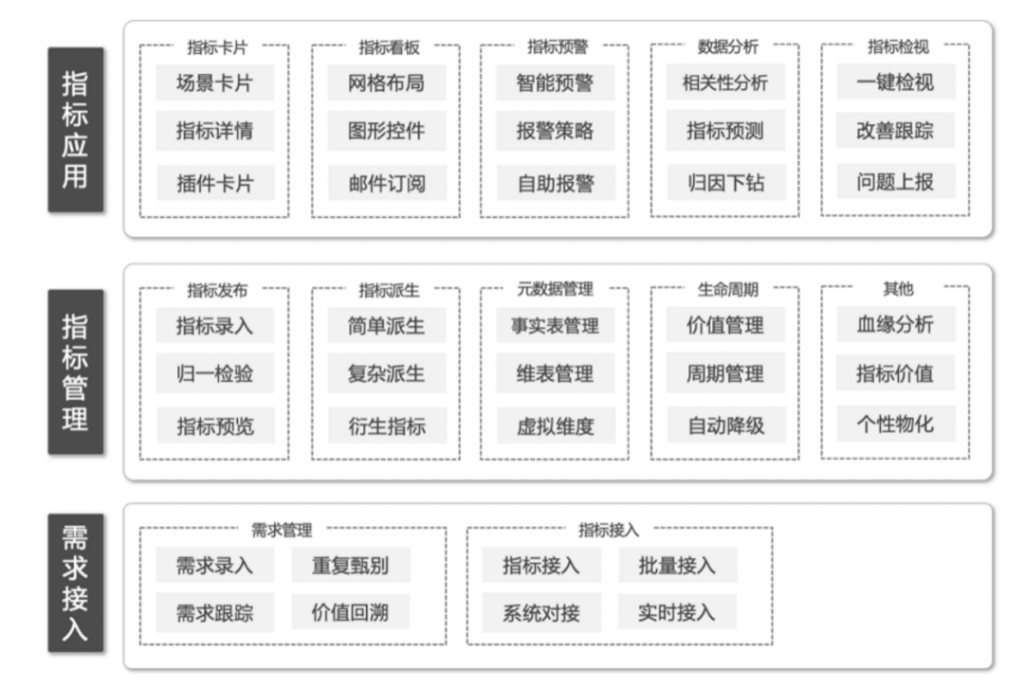 指标应用
指标卡片
场景卡片
指标详情
插件卡片
指标看板
网格布局
图形控件
邮件订阅
指标预警
智能预警
报警策略
自助报警
数据分析
相关性分析
指标预测
归因下钻
指标检视
一键检视
改善跟踪
问题上报
指标管理
指标发布
指标录入
归一检验
指标预览
指标派生
简单派生
复杂派生
衍生指标
元数据管理
事实表管理
维表管理
虚拟维度
生命周期
价值管理
周期管理
自动降级
其他
血缘分析
指标价值
个性物化
需求接入
需求管理
需求录入
重复甄别
需求跟踪
价值回溯
指标接入
指标接入
批量接入
系统对接
实时接入